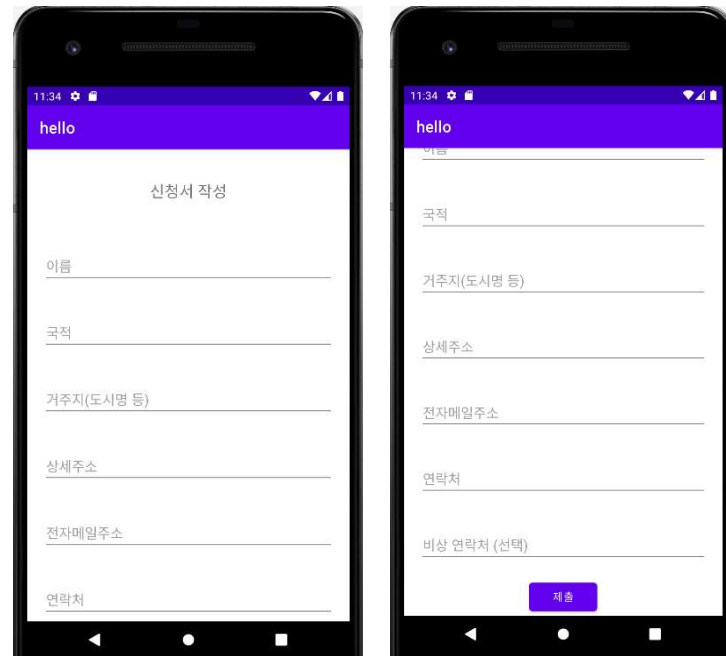 11:34
hello
신청서 작성
이름
국적
거주지(도시명 등)
상세주소
전자메일주소
연락처
11:34
hello
이름
국적
거주지(도시명 등)
상세주소
전자메일주소
연락처
비상 연락처 (선택)
제출